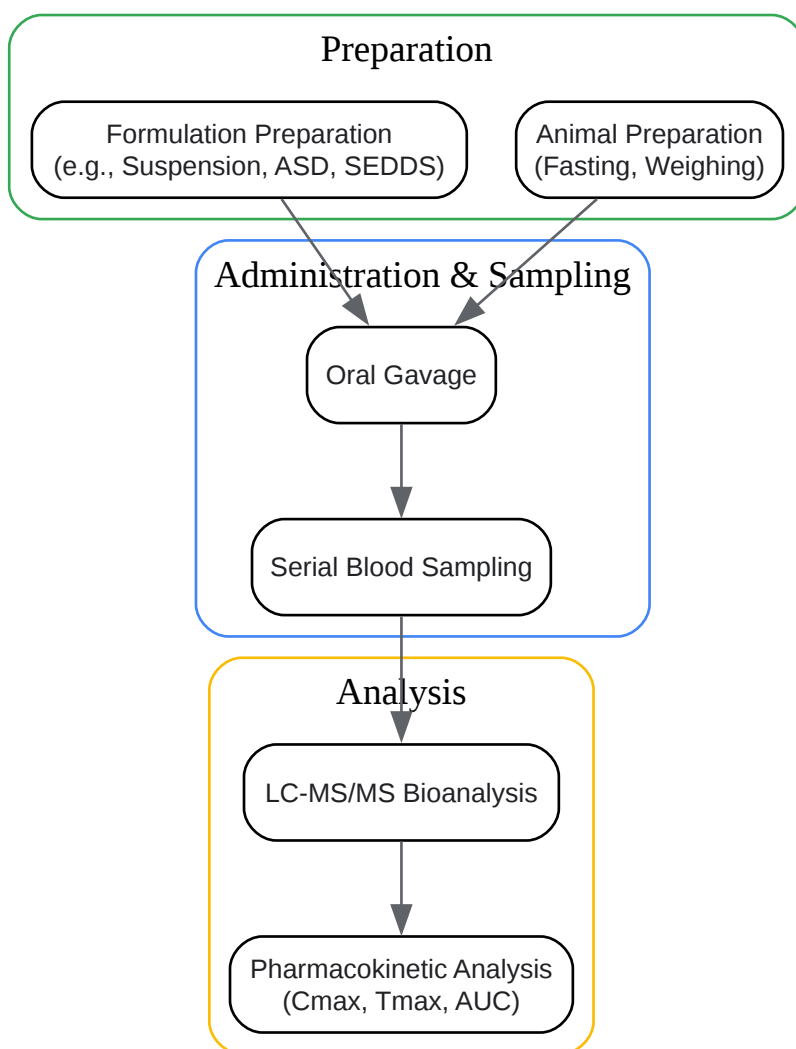 Preparation
Formulation Preparation
(e.g., Suspension, ASD, SEDDS)
Animal Preparation
(Fasting, Weighing)
Administration & Sampling
Oral Gavage
Serial Blood Sampling
Analysis
LC-MS/MS Bioanalysis
Pharmacokinetic Analysis
(Cmax, Tmax, AUC)